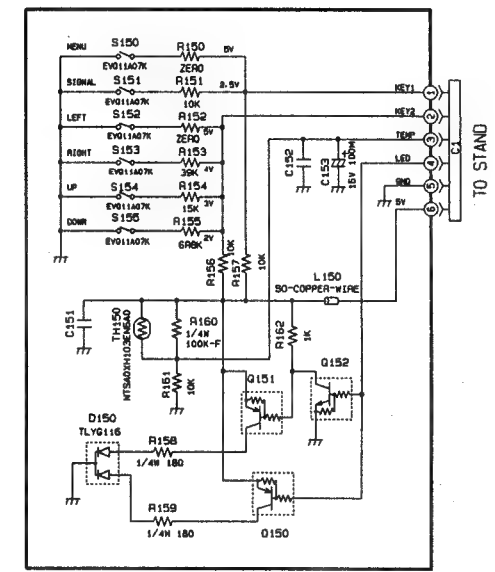 MENU S150 R150 5V
EVQ11A07K ZERO
SIGNAL S151 R151 2.5V KEY1 1
EVQ11A07K 10K
LEFT S152 R152 KEY2 2
EVQ11A07K ZERO 5V
TEMP 3
RIGHT S153 R153
EVQ11A07K 39K 4V
C152 C153 16V 100M
LED 4
UP S154 R154
EVQ11A07K 15K 3V
GND 5
DOWN S155 R155
EVQ11A07K 6R8K 2V
5V 6
C1
TO STAND
R156 10K R157 10K
L150
SO-COPPER-WIRE
C151
TH150
R160
1/4W
100K-F
R162 1K
R161 10K
Q151 Q152
D150
TLYG116
R158
1/4W 180
R159
1/4W 180
Q150